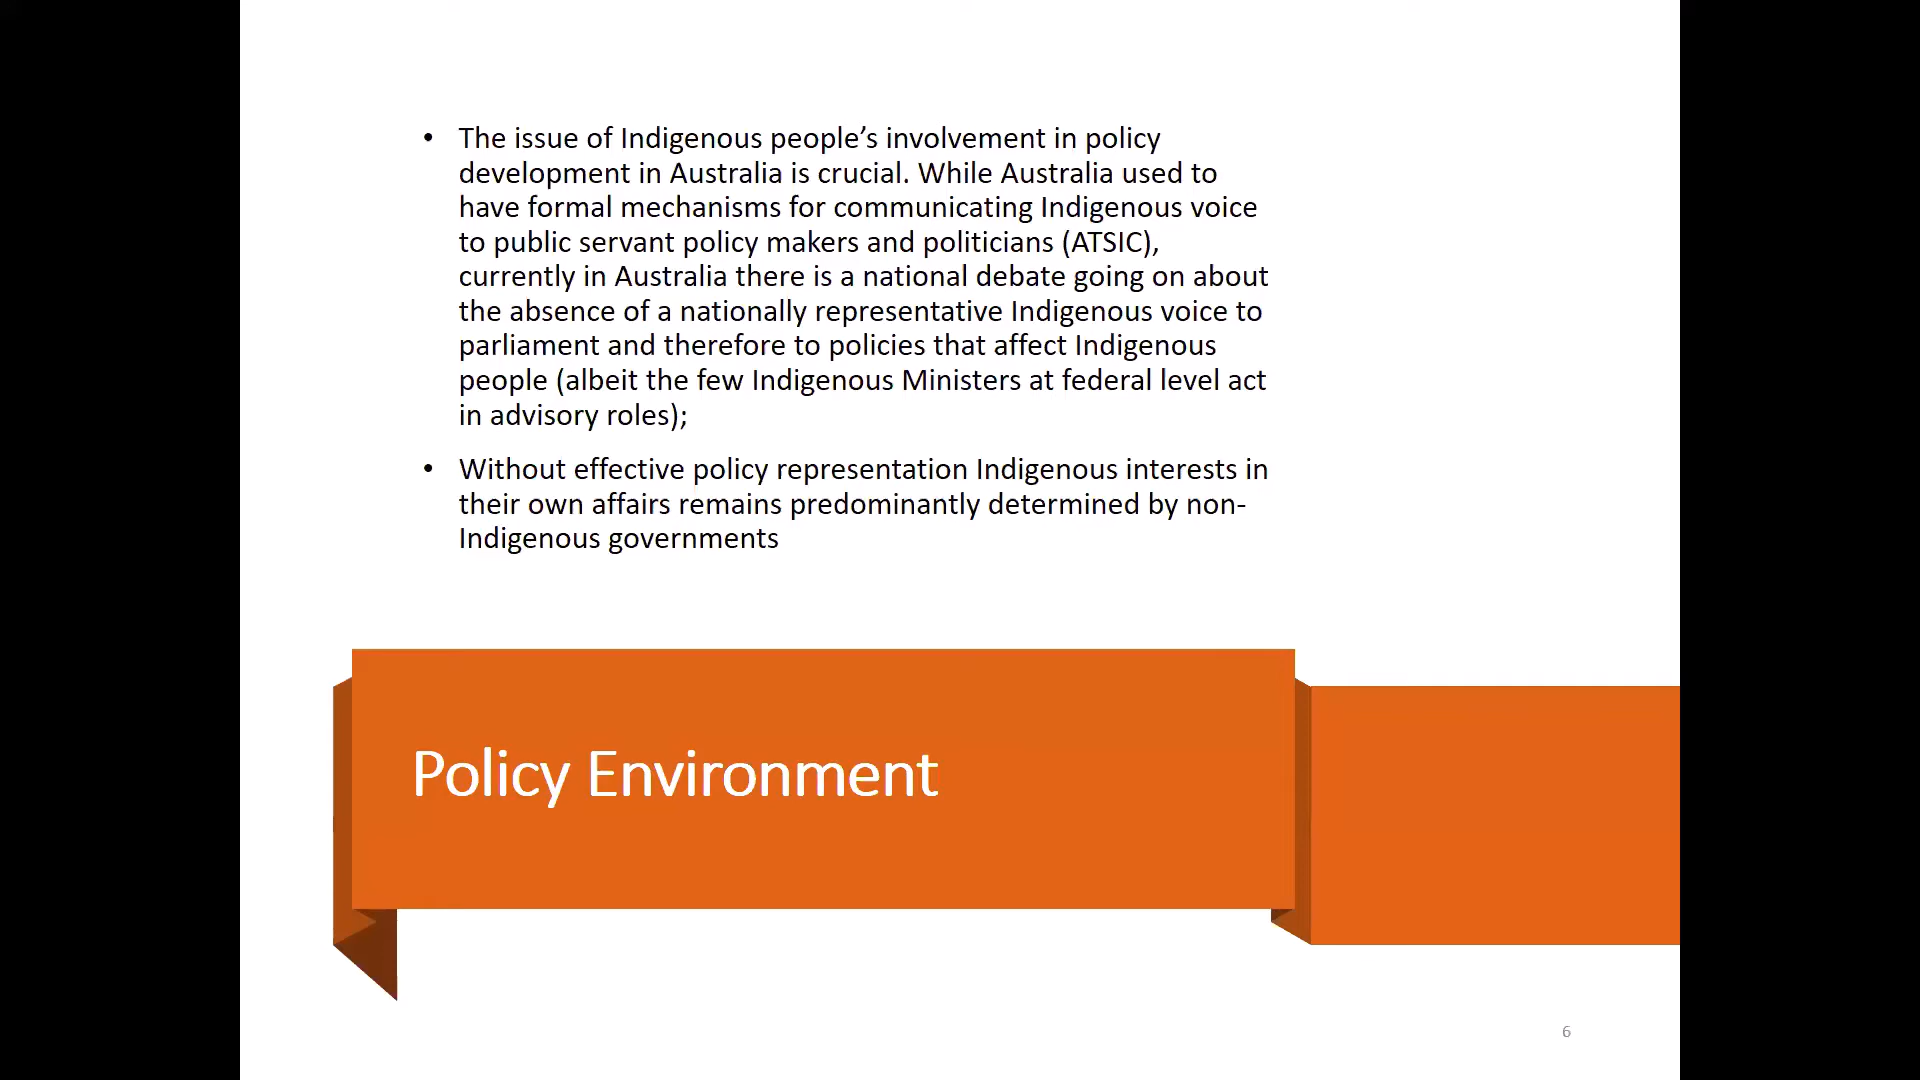 • The issue of Indigenous people’s involvement in policy
development in Australia is crucial. While Australia used to
have formal mechanisms for communicating Indigenous voice
to public servant policy makers and politicians (ATSIC),
currently in Australia there is a national debate going on about
the absence of a nationally representative Indigenous voice to
parliament and therefore to policies that affect Indigenous
people (albeit the few Indigenous Ministers at federal level act
in advisory roles);
• Without effective policy representation Indigenous interests in
their own affairs remains predominantly determined by non-
Indigenous governments
Policy Environment
6